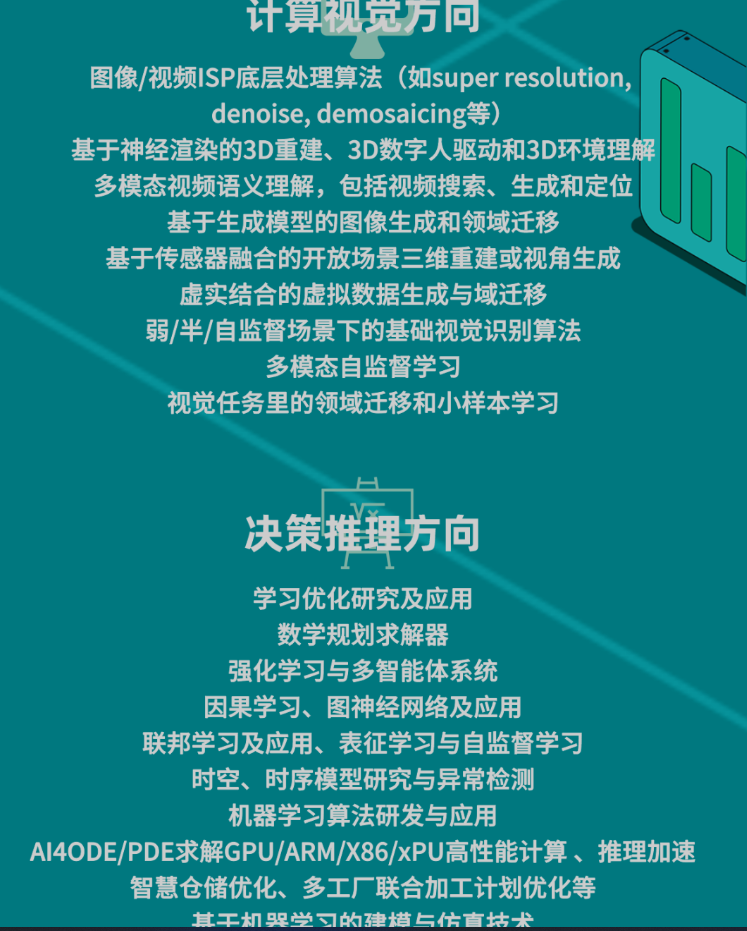 计算视觉方向
图像/视频ISP底层处理算法（如super resolution,
denoise, demosaicing等）
基于神经渲染的3D重建、3D数字人驱动和3D环境理解
多模态视频语义理解，包括视频搜索、生成和定位
基于生成模型的图像生成和领域迁移
基于传感器融合的开放场景三维重建或视角生成
虚实结合的虚拟数据生成与域迁移
弱/半/自监督场景下的基础视觉识别算法
多模态自监督学习
视觉任务里的领域迁移和小样本学习
√x
决策推理方向
学习优化研究及应用
数学规划求解器
强化学习与多智能体系统
因果学习、图神经网络及应用
联邦学习及应用、表征学习与自监督学习
时空、时序模型研究与异常检测
机器学习算法研发与应用
AI4ODE/PDE求解GPU/ARM/X86/xPU高性能计算 、推理加速
智慧仓储优化、多工厂联合加工计划优化等
基于机器学习的建模与仿真技术